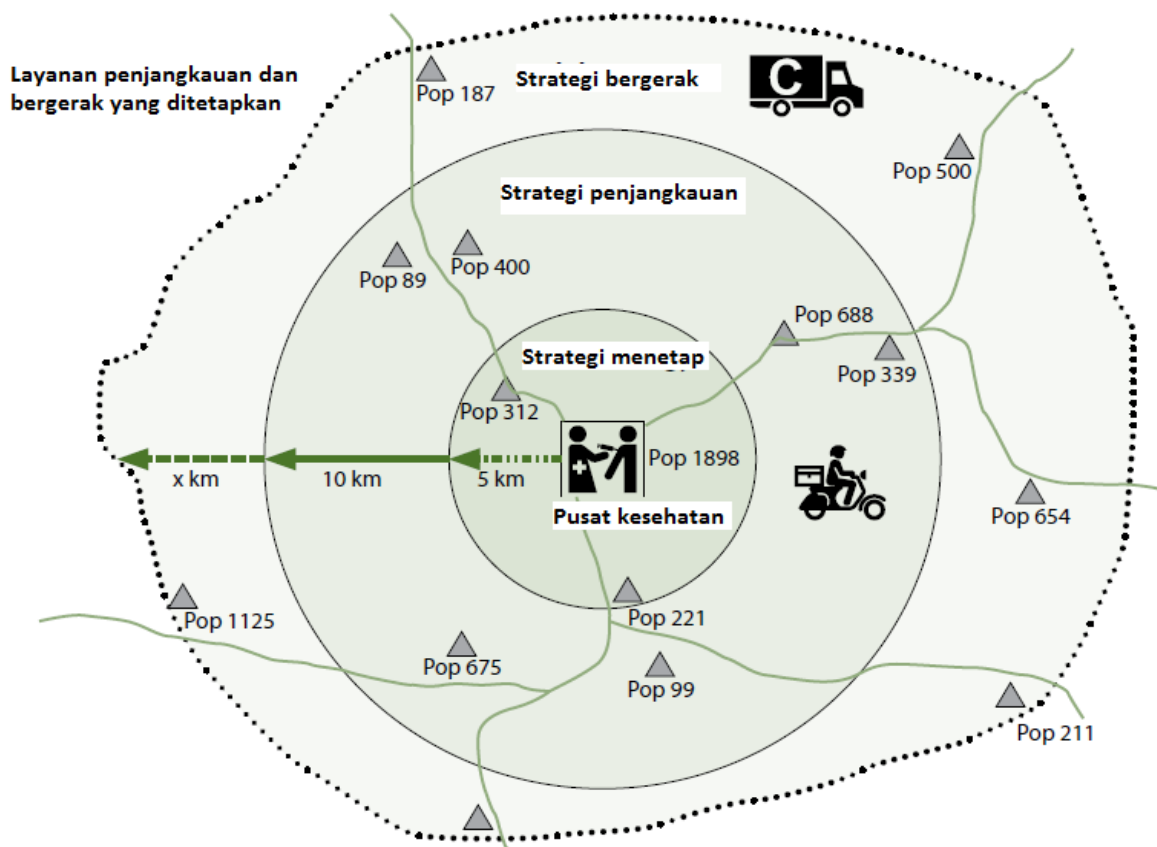 Layanan penjangkauan dan
bergerak yang ditetapkan
Strategi bergerak
C
Pop 187
Pop 500
Strategi penjangkauan
Pop 89
Pop 400
Pop 688
Strategi menetap
Pop 339
Pop 312
Pop 1898
x km
10 km
5 km
Pusat kesehatan
Pop 654
Pop 1125
Pop 221
Pop 675
Pop 99
Pop 211